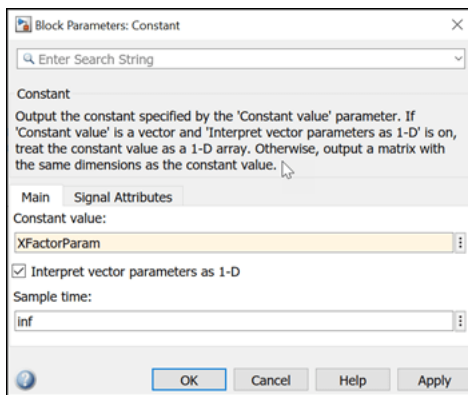 Block Parameters: Constant
Enter Search String
Constant
Output the constant specified by the 'Constant value' parameter. If
'Constant value' is a vector and 'Interpret vector parameters as 1-D' is on,
treat the constant value as a 1-D array. Otherwise, output a matrix with
the same dimensions as the constant value.
Main Signal Attributes
Constant value:
XFactorParam
Interpret vector parameters as 1-D
Sample time:
inf
OK Cancel Help Apply